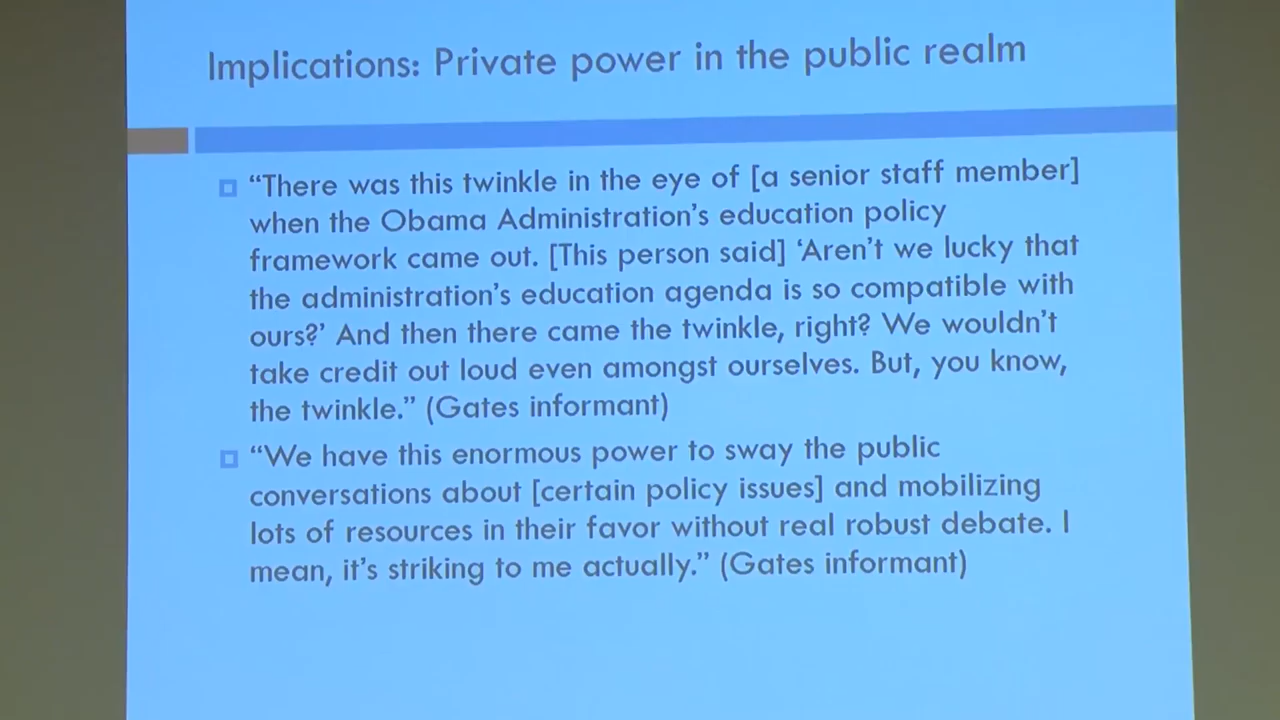 Implications: Private power in the public realm
“There was this twinkle in the eye of [a senior staff member]
when the Obama Administration’s education policy
framework came out. [This person said] ‘Aren’t we lucky that
the administration’s education agenda is so compatible with
ours?’ And then there came the twinkle, right? We wouldn’t
take credit out loud even amongst ourselves. But, you know,
the twinkle.” (Gates informant)
“We have this enormous power to sway the public
conversations about [certain policy issues] and mobilizing
lots of resources in their favor without real robust debate. I
mean, it’s striking to me actually.” (Gates informant)